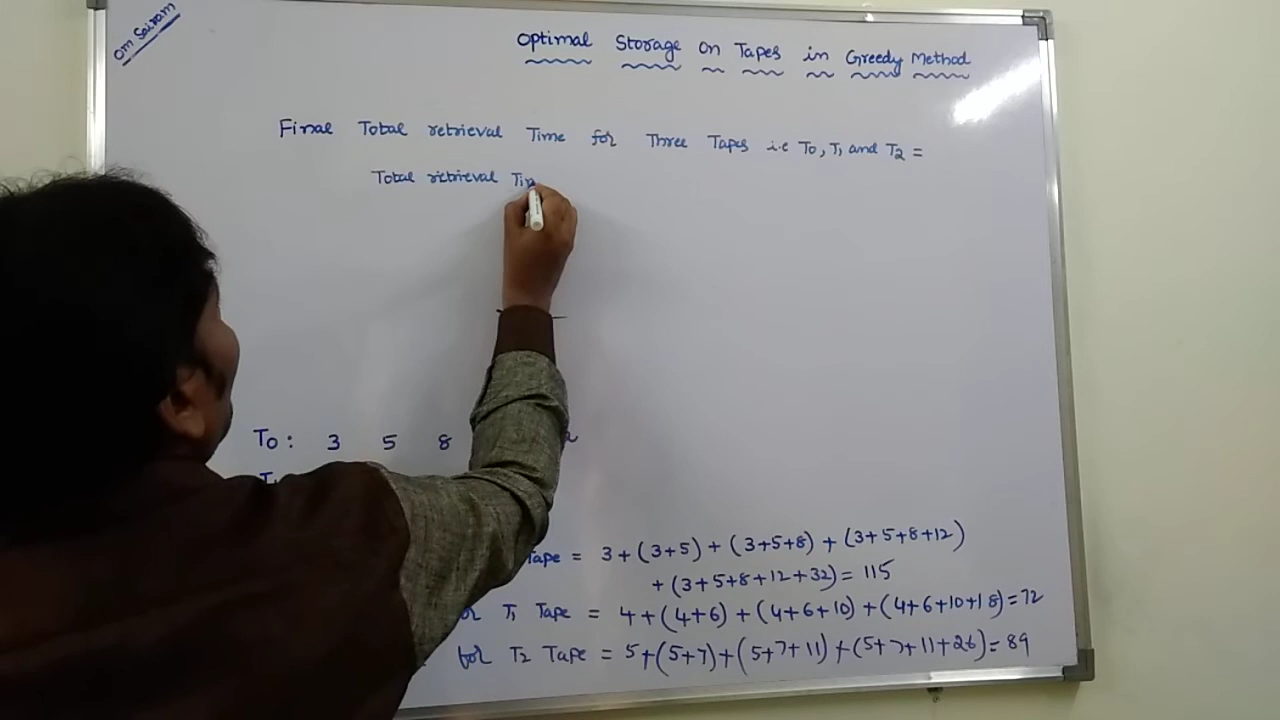 Om Sairam
Optimal Storage on Tapes in Greedy Method
Final Total retrieval Time for Three Tapes i.e T0, T1 and T2 =
Total retrieval Tim
T0 : 3 5 8
T1
Tape = 3+(3+5)+(3+5+8)+(3+5+8+12)
+(3+5+8+12+32)= 115
for T1 Tape = 4+(4+6)+(4+6+10)+(4+6+10+18)=72
for T2 Tape = 5+(5+7)+(5+7+11)+(5+7+11+26)=89